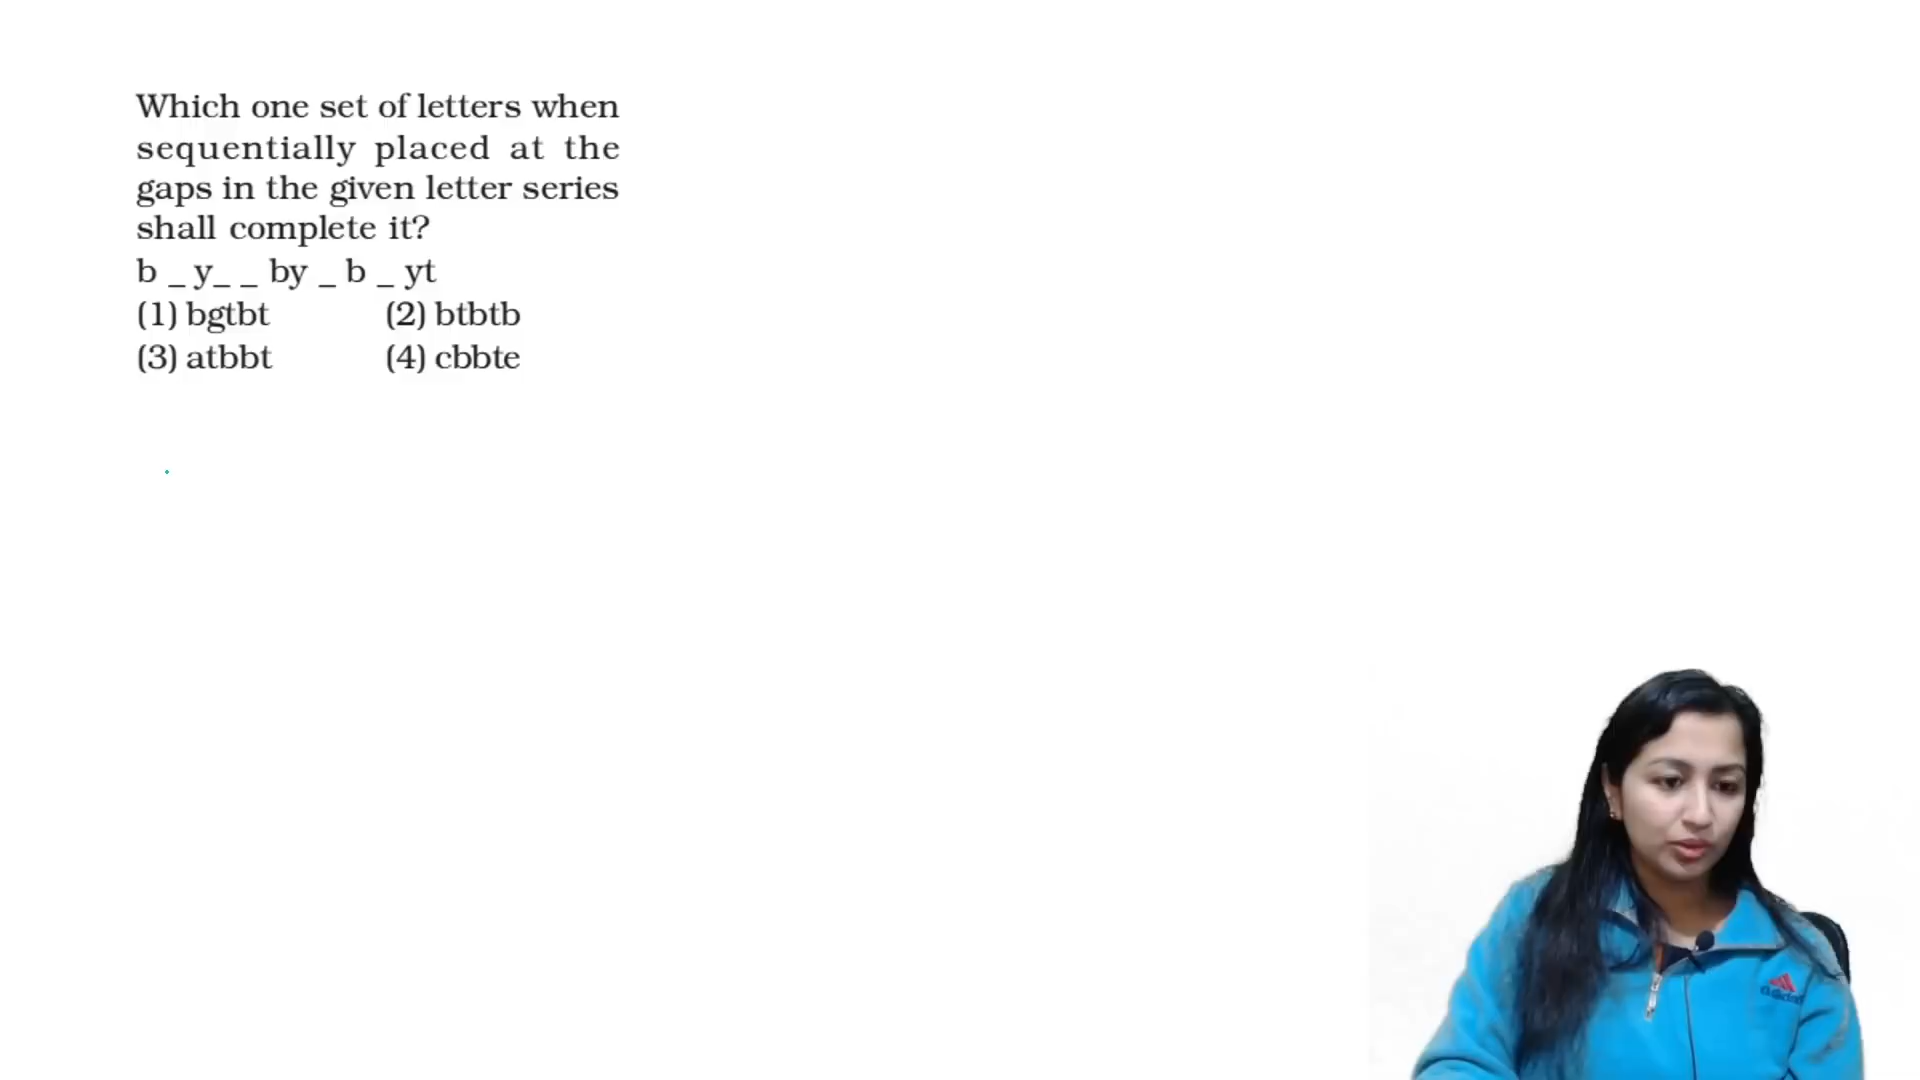 Which one set of letters when
sequentially placed at the
gaps in the given letter series
shall complete it?
b _ y_ _ by _ b _ yt
(1) bgtbt (2) btbtb
(3) atbbt (4) cbbte
adidas